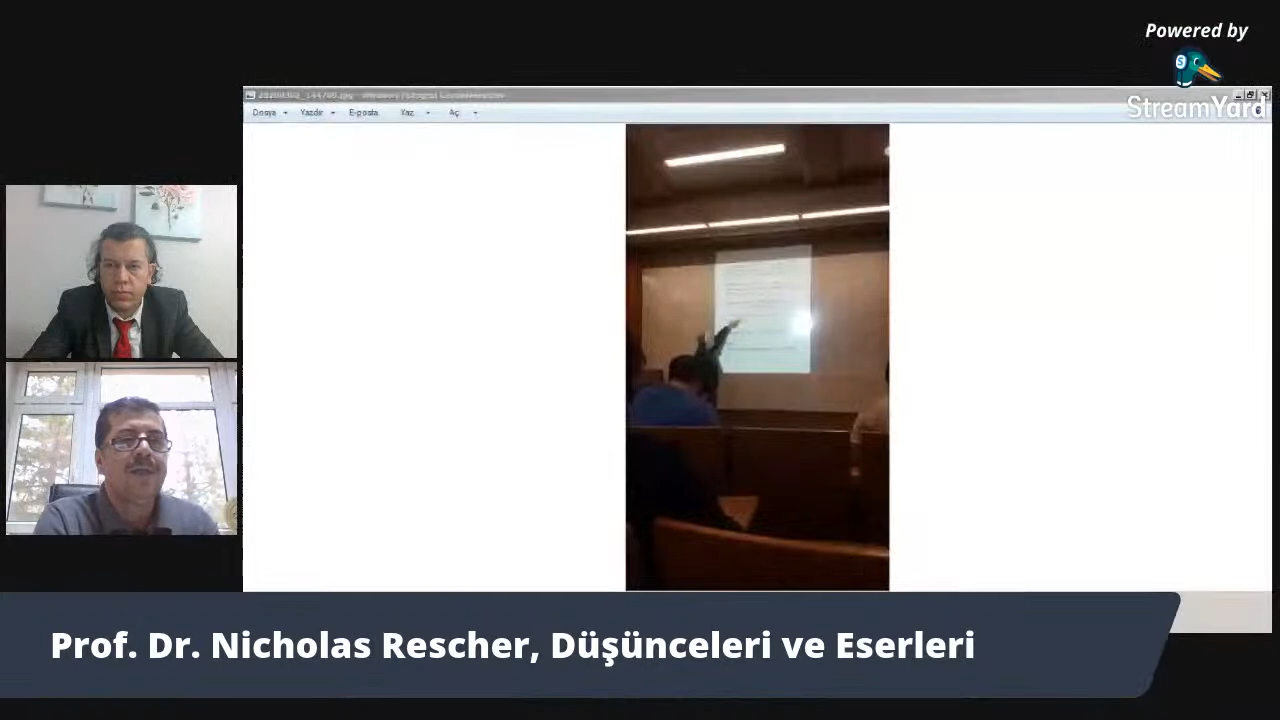 Powered by
StreamYard
Dosya Yazdır E-posta Yaz Aç
Prof. Dr. Nicholas Rescher, Düşünceleri ve Eserleri